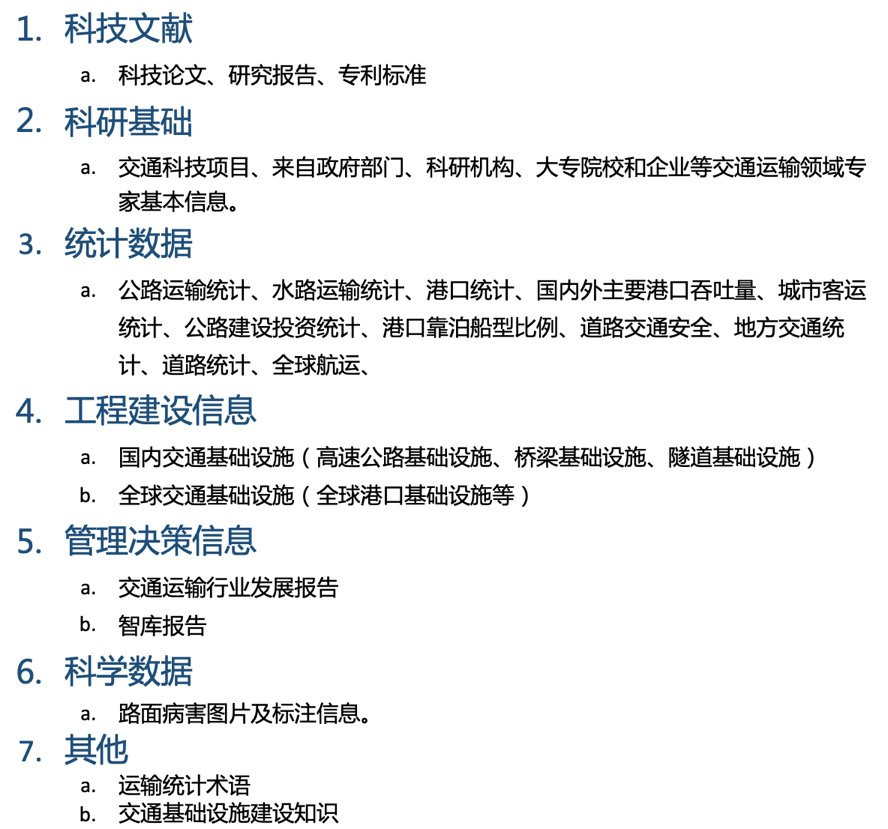 1. 科技文献
a. 科技论文、研究报告、专利标准
2. 科研基础
a. 交通科技项目、来自政府部门、科研机构、大专院校和企业等交通运输领域专
家基本信息。
3. 统计数据
a. 公路运输统计、水路运输统计、港口统计、国内外主要港口吞吐量、城市客运
统计、公路建设投资统计、港口靠泊船型比例、道路交通安全、地方交通统
计、道路统计、全球航运、
4. 工程建设信息
a. 国内交通基础设施（高速公路基础设施、桥梁基础设施、隧道基础设施）
b. 全球交通基础设施（全球港口基础设施等）
5. 管理决策信息
a. 交通运输行业发展报告
b. 智库报告
6. 科学数据
a. 路面病害图片及标注信息。
7. 其他
a. 运输统计术语
b. 交通基础设施建设知识